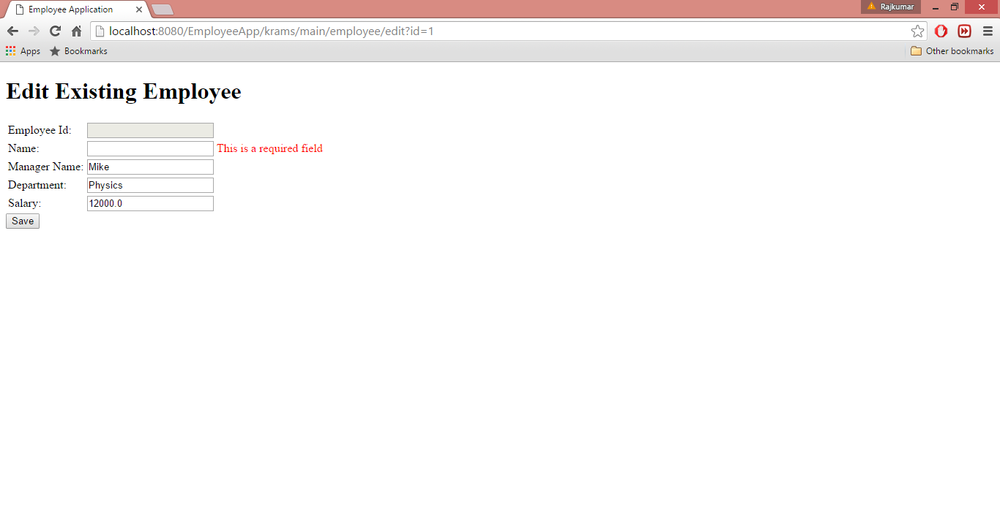 Employee Application
Rajkumar
localhost:8080/EmployeeApp/krams/main/employee/edit?id=1
Apps Bookmarks Other bookmarks
Edit Existing Employee
Employee Id:
Name: This is a required field
Manager Name: Mike
Department: Physics
Salary: 12000.0
Save